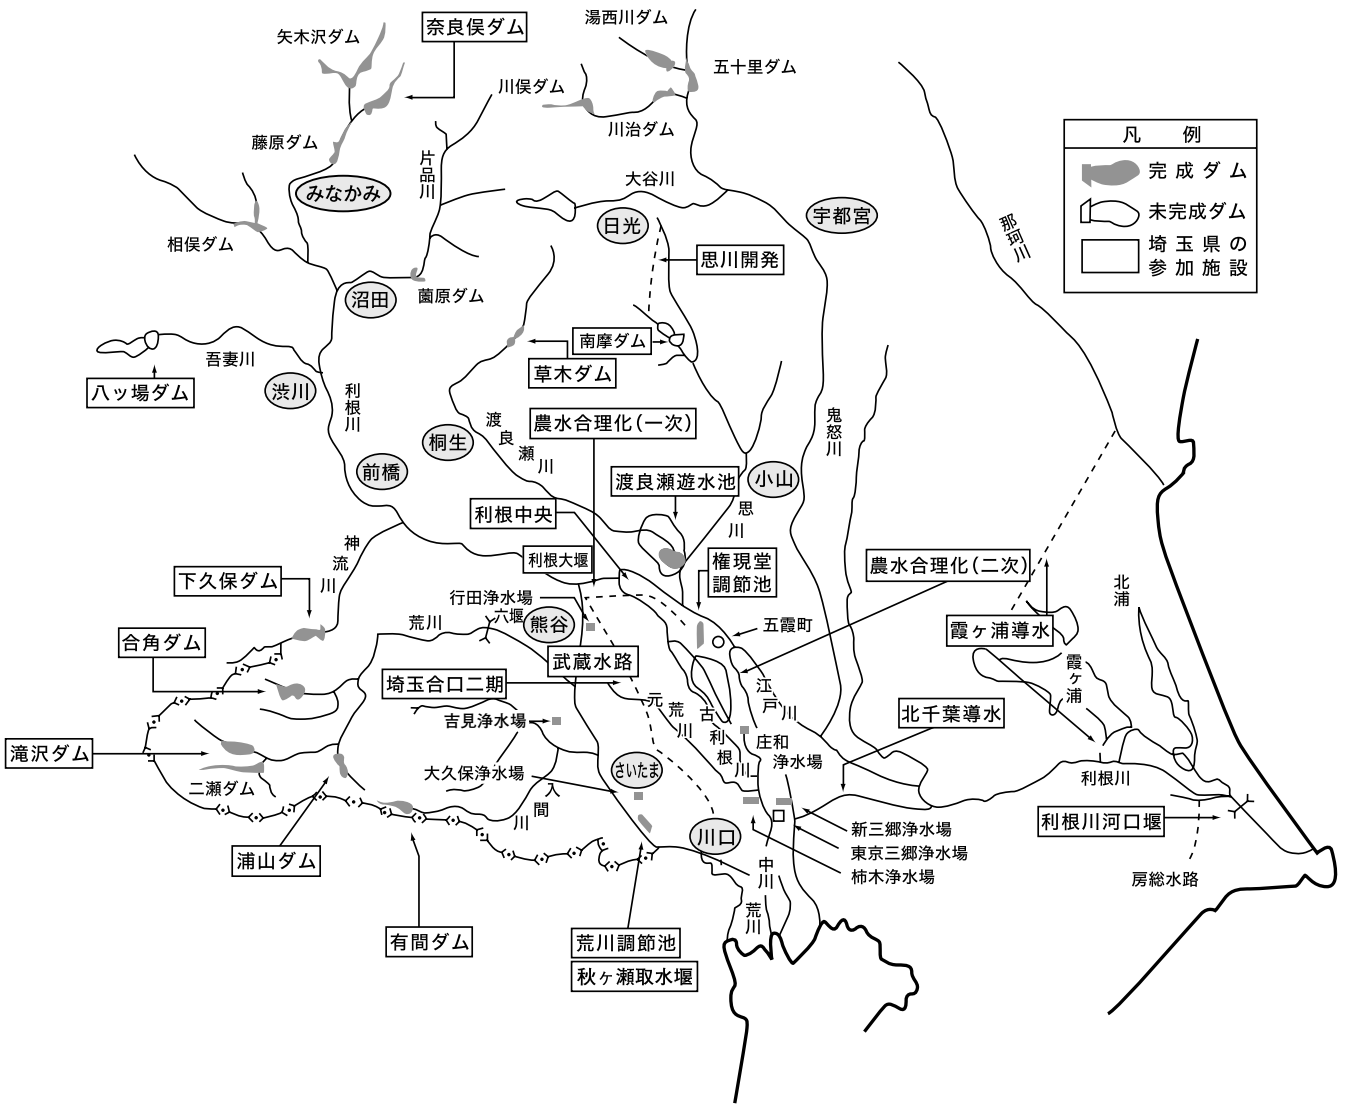 湯西川ダム
矢木沢ダム
奈良俣ダム
五十里ダム
川俣ダム
川治ダム
凡 例
完成ダム
未完成ダム
埼玉県の
参加施設
藤原ダム
片品川
みなかみ
大谷川
日光
宇都宮
那珂川
相俣ダム
思川開発
沼田
薗原ダム
南摩ダム
吾妻川
草木ダム
八ッ場ダム
渋川
利根川
渡良瀬川
農水合理化(一次)
鬼怒川
桐生
前橋
渡良瀬遊水池
小山
利根中央
思川
神流川
利根大堰
権現堂
調節池
農水合理化(二次)
下久保ダム
北浦
行田浄水場
六堰
荒川
熊谷
五霞町
霞ヶ浦導水
合角ダム
武蔵水路
霞ヶ浦
埼玉合口二期
江戸川
元荒川
古利根川
北千葉導水
吉見浄水場
庄和
浄水場
滝沢ダム
大久保浄水場
さいたま
利根川
二瀬ダム
入間川
利根川河口堰
新三郷浄水場
川口
東京三郷浄水場
浦山ダム
中川
柿木浄水場
房総水路
荒川
有間ダム
荒川調節池
秋ヶ瀬取水堰